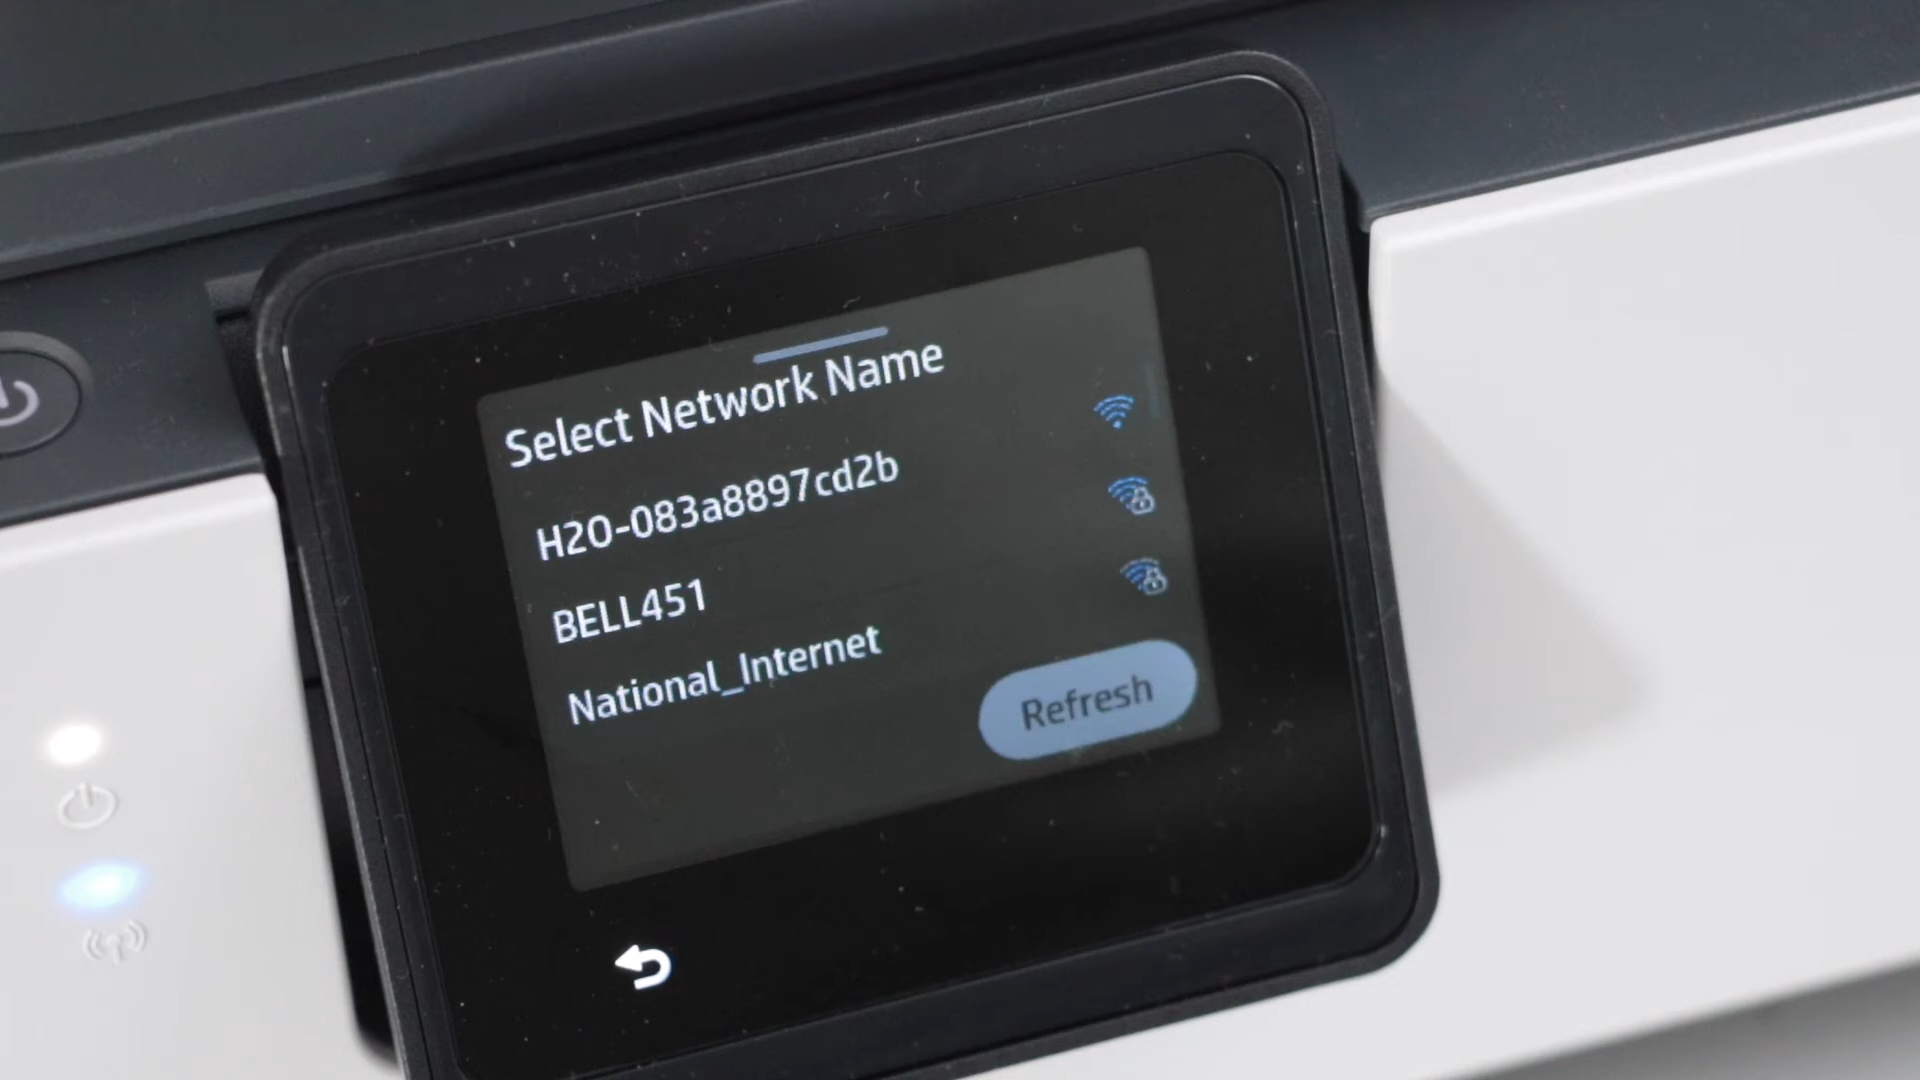 Select Network Name
H2O-083a8897cd2b
BELL451
National_Internet
Refresh